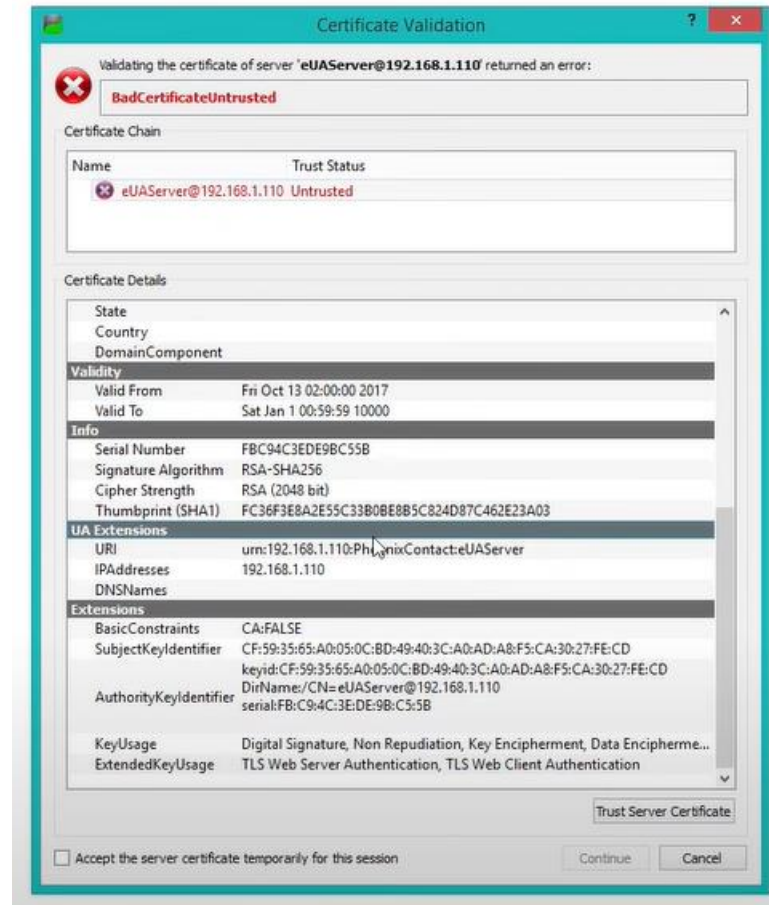 Certificate Validation
?
Validating the certificate of server 'eUAServer@192.168.1.110' returned an error:
BadCertificateUntrusted
Certificate Chain
Name Trust Status
eUAServer@192.168.1.110 Untrusted
Certificate Details
State
Country
DomainComponent
Validity
Valid From Fri Oct 13 02:00:00 2017
Valid To Sat Jan 1 00:59:59 10000
Info
Serial Number FBC94C3EDE9BC55B
Signature Algorithm RSA-SHA256
Cipher Strength RSA (2048 bit)
Thumbprint (SHA1) FC36F3E8A2E55C33B0BE8B5C824D87C462E23A03
UA Extensions
URI urn:192.168.1.110:PhoenixContact:eUAServer
IPAddresses 192.168.1.110
DNSNames
Extensions
BasicConstraints CA:FALSE
SubjectKeyIdentifier CF:59:35:65:A0:05:0C:BD:49:40:3C:A0:AD:A8:F5:CA:30:27:FE:CD
keyid:CF:59:35:65:A0:05:0C:BD:49:40:3C:A0:AD:A8:F5:CA:30:27:FE:CD
AuthorityKeyIdentifier DirName:/CN=eUAServer@192.168.1.110
serial:FB:C9:4C:3E:DE:9B:C5:5B
KeyUsage Digital Signature, Non Repudiation, Key Encipherment, Data Encipherme...
ExtendedKeyUsage TLS Web Server Authentication, TLS Web Client Authentication
Trust Server Certificate
Accept the server certificate temporarily for this session
Continue Cancel